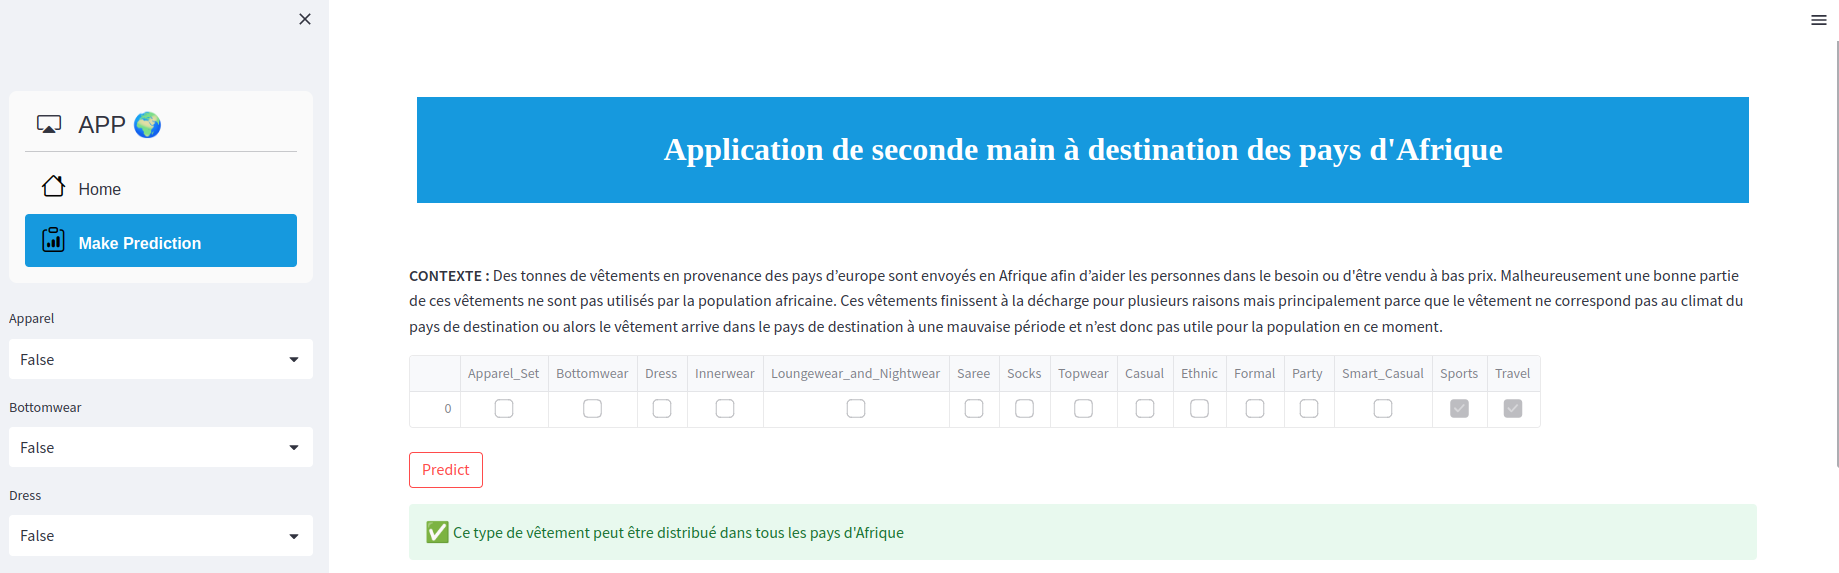 APP
Home
Make Prediction
Apparel
False
Bottomwear
False
Dress
False
Application de seconde main à destination des pays d'Afrique
CONTEXTE : Des tonnes de vêtements en provenance des pays d’europe sont envoyés en Afrique afin d’aider les personnes dans le besoin ou d'être vendu à bas prix. Malheureusement une bonne partie
de ces vêtements ne sont pas utilisés par la population africaine. Ces vêtements finissent à la décharge pour plusieurs raisons mais principalement parce que le vêtement ne correspond pas au climat du
pays de destination ou alors le vêtement arrive dans le pays de destination à une mauvaise période et n’est donc pas utile pour la population en ce moment.
Apparel_Set Bottomwear Dress Innerwear Loungewear_and_Nightwear Saree Socks Topwear Casual Ethnic Formal Party Smart_Casual Sports Travel
0
Predict
Ce type de vêtement peut être distribué dans tous les pays d'Afrique